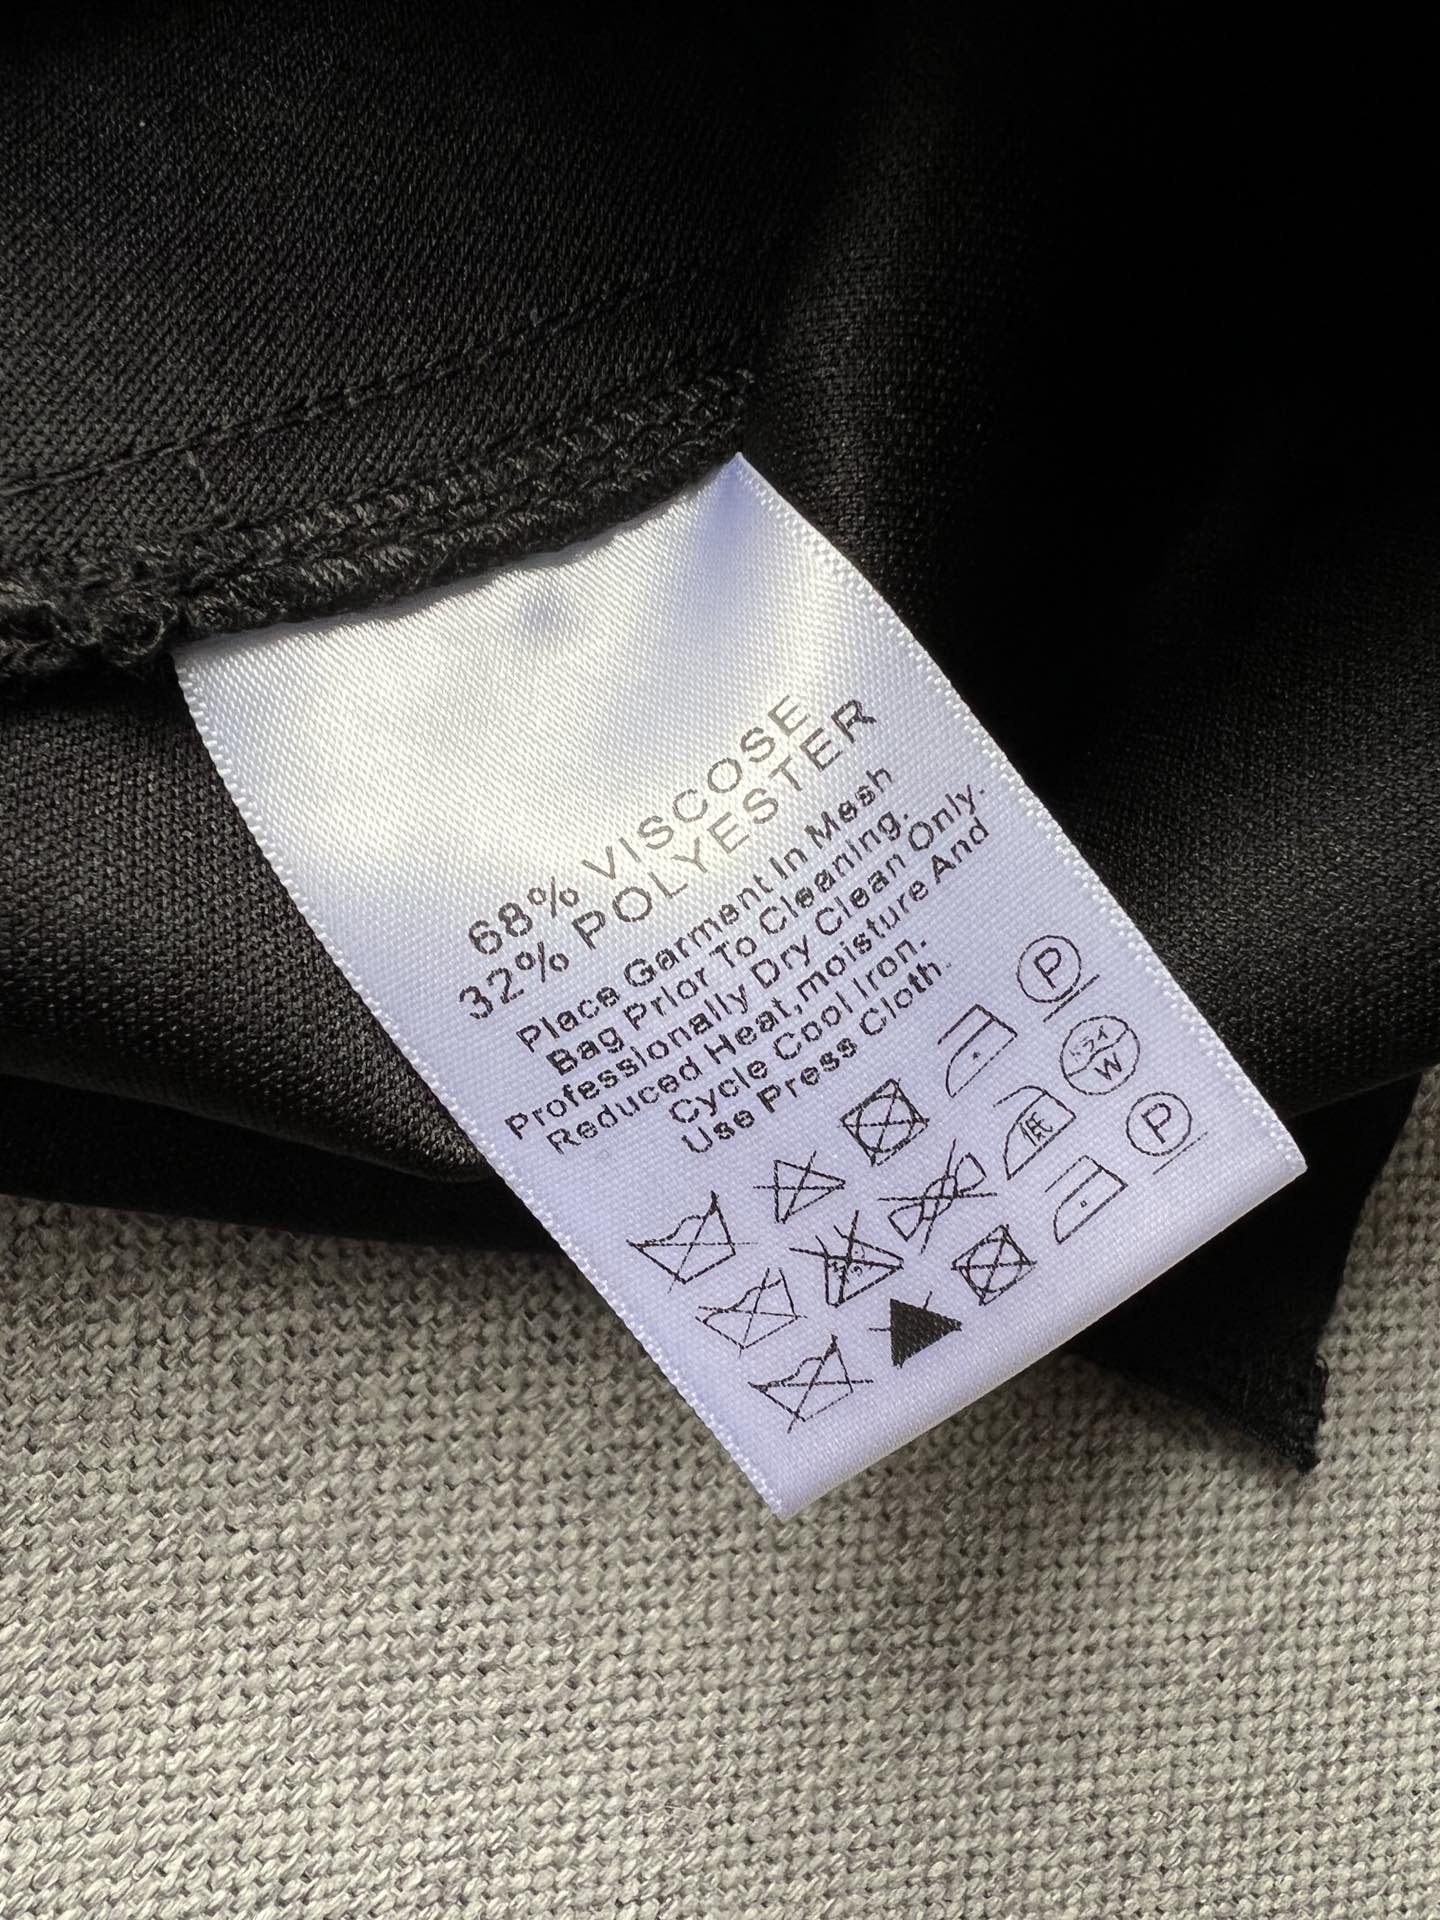 68% VISCOSE
32% POLYESTER
Place Garment In Mesh
Bag Prior To Cleaning.
Professionally Dry Clean Only.
Reduced Heat,moisture And
Cycle Cool Iron.
Use Press Cloth.
P
低
W
P